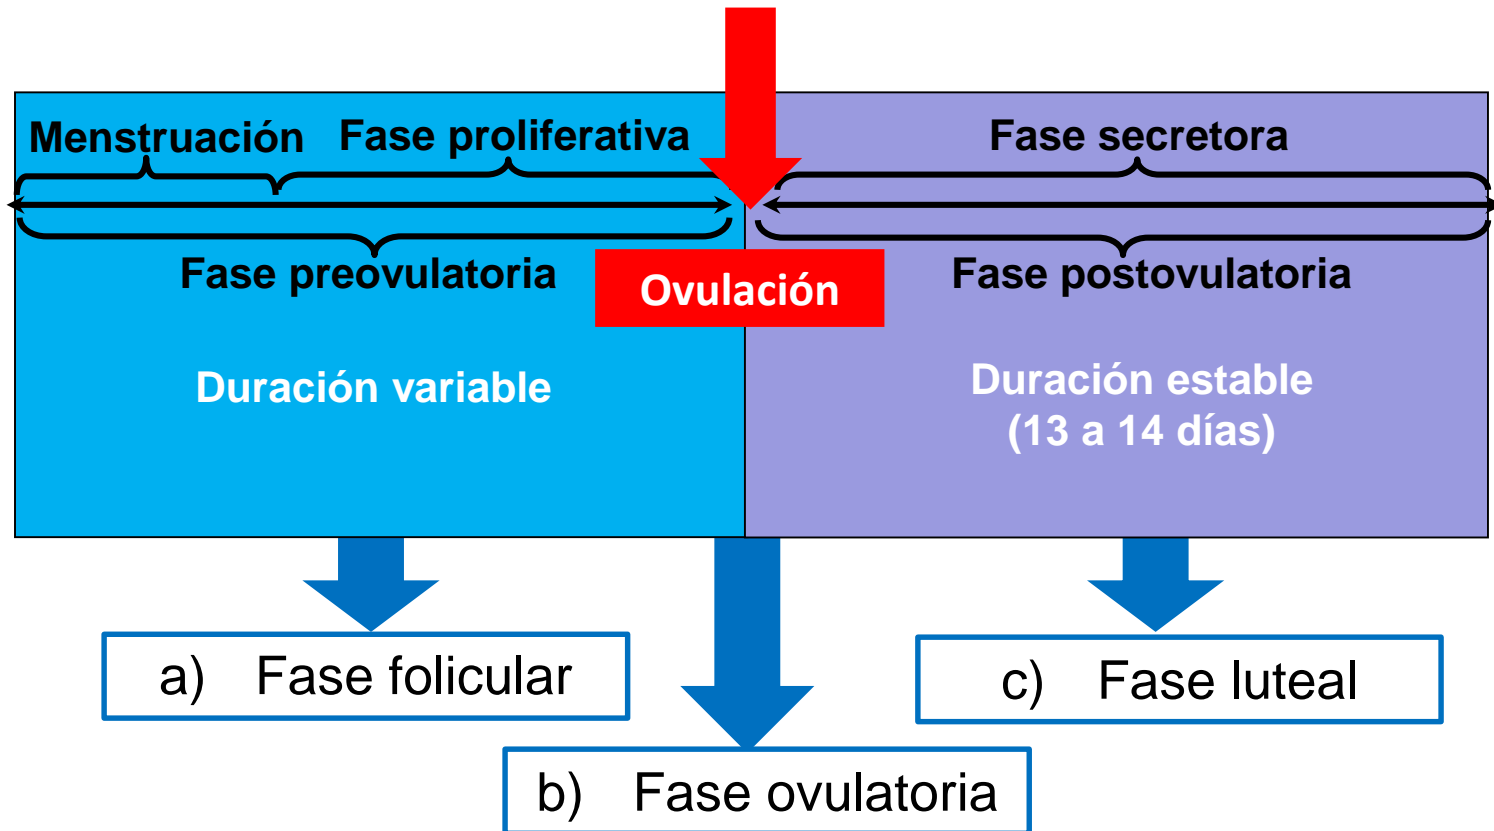 Menstruación
Fase proliferativa
Fase secretora
Fase preovulatoria
Ovulación
Fase postovulatoria
Duración variable
Duración estable
(13 a 14 días)
a) Fase folicular
c) Fase luteal
b) Fase ovulatoria